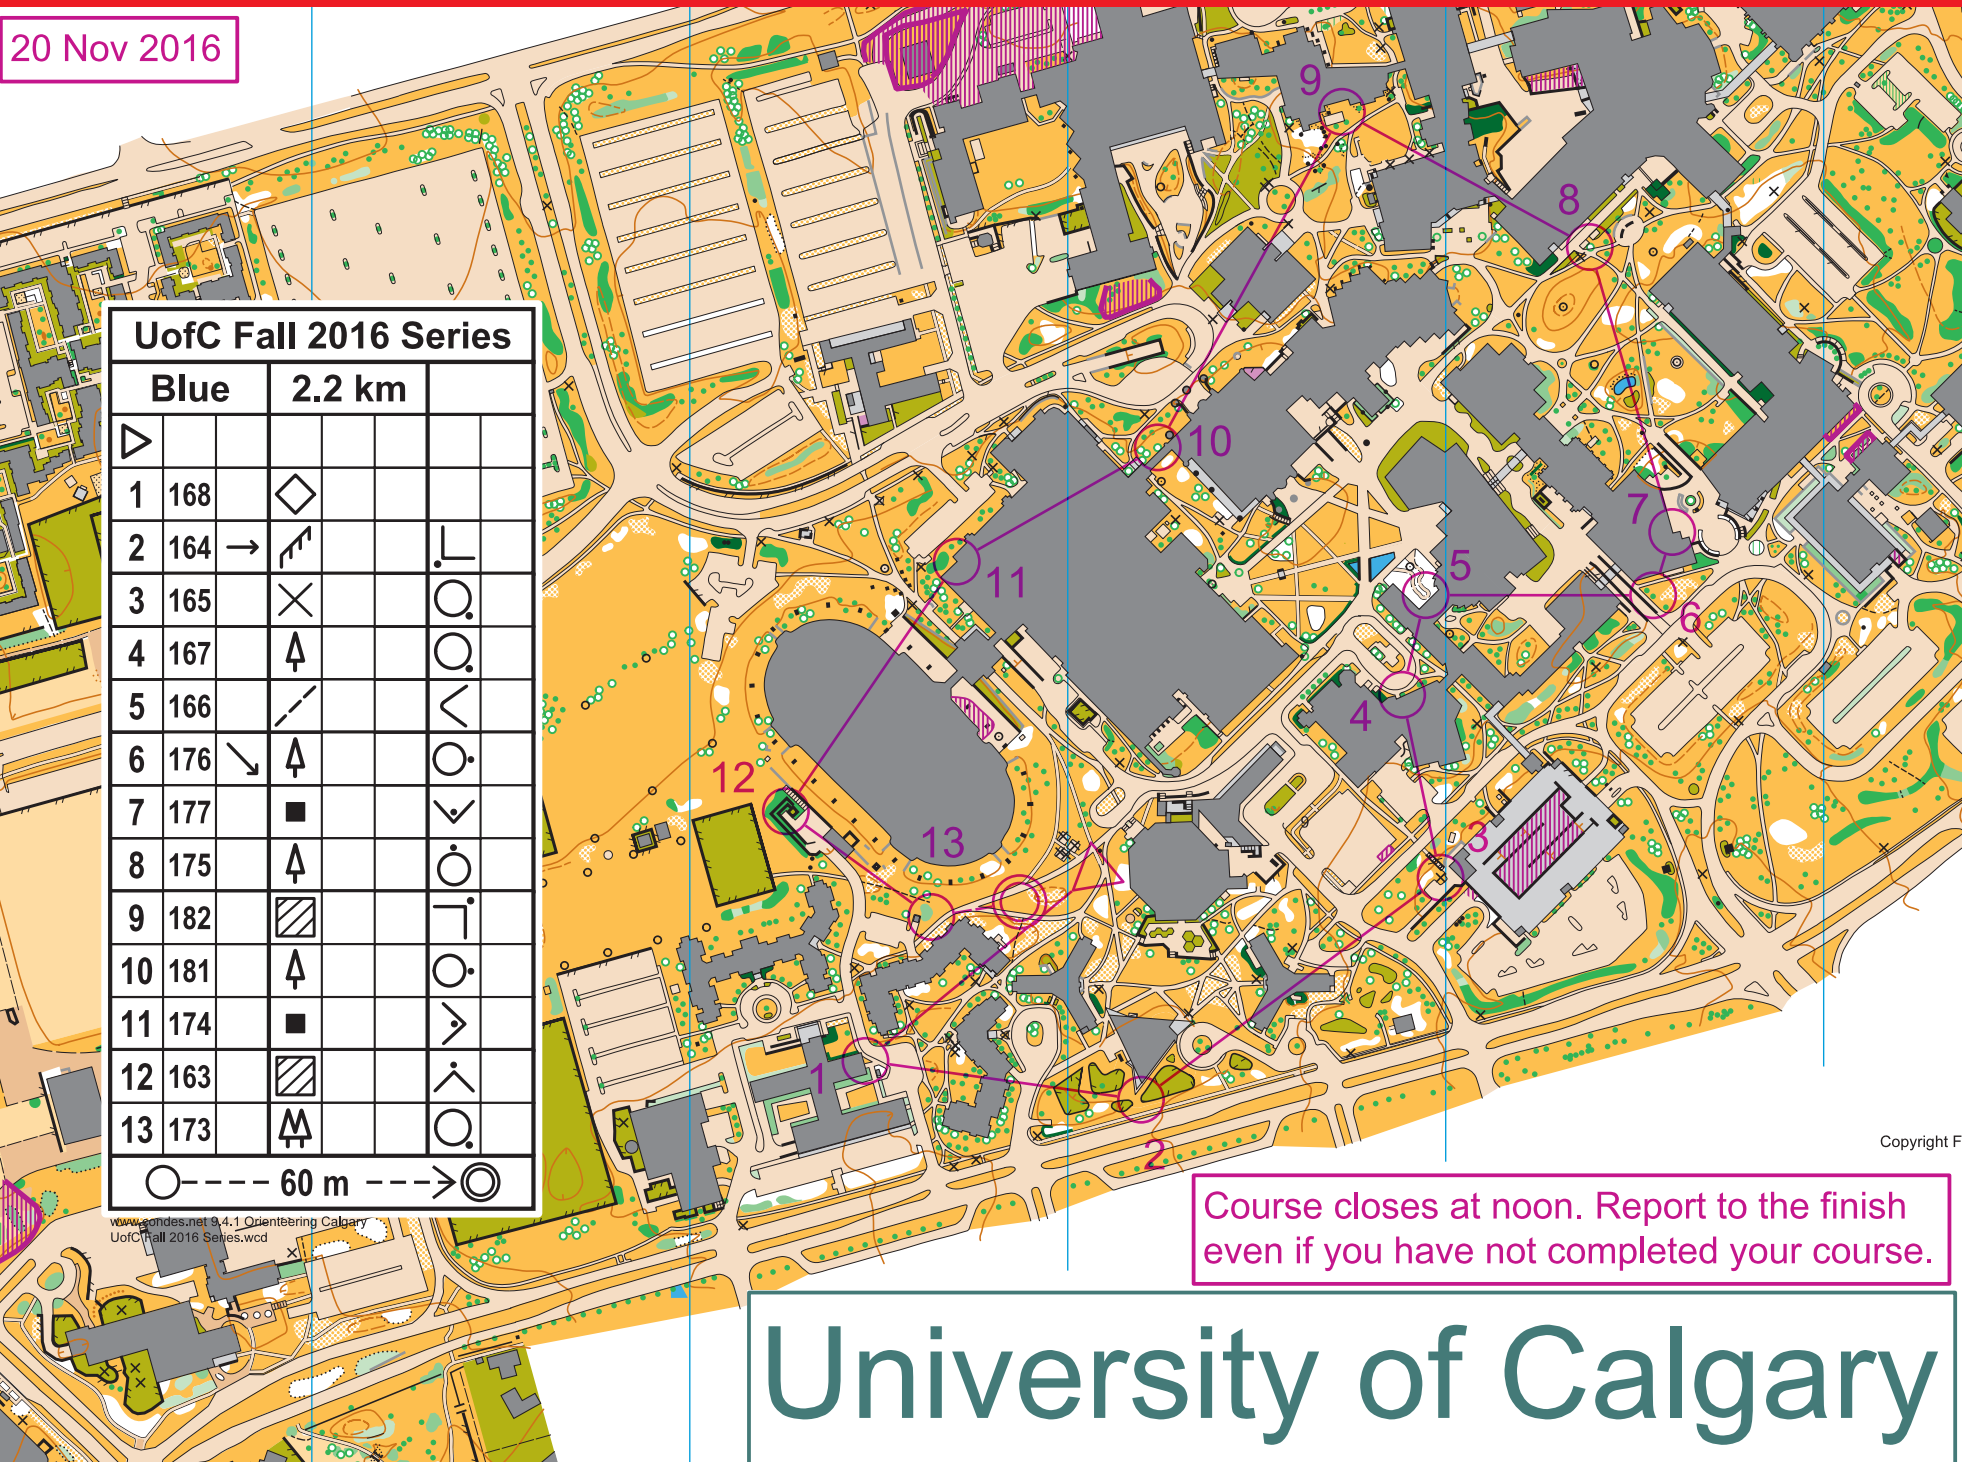 20 Nov 2016
UofC Fall 2016 Series
Blue 2.2 km
1 168
2 164
3 165
4 167
5 166
6 176
7 177
8 175
9 182
10 181
11 174
12 163
13 173
60 m
www.condes.net 9.4.1 Orienteering Calgary
UofC Fall 2016 Series.wcd
9
8
10
7
5
11
6
4
12
13
3
1
2
Copyright F
Course closes at noon. Report to the finish
even if you have not completed your course.
University of Calgary